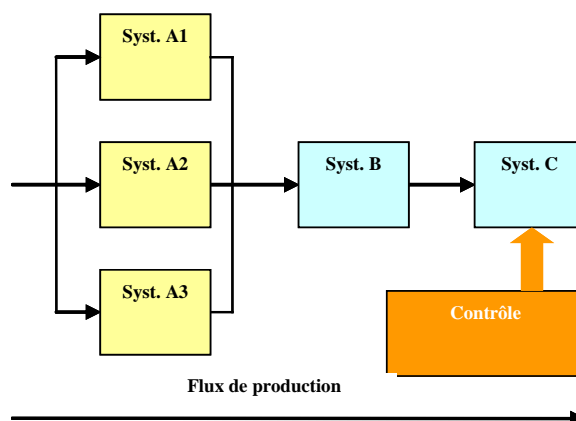 Syst. A1
Syst. A2
Syst. B
Syst. C
Syst. A3
Contrôle
Flux de production